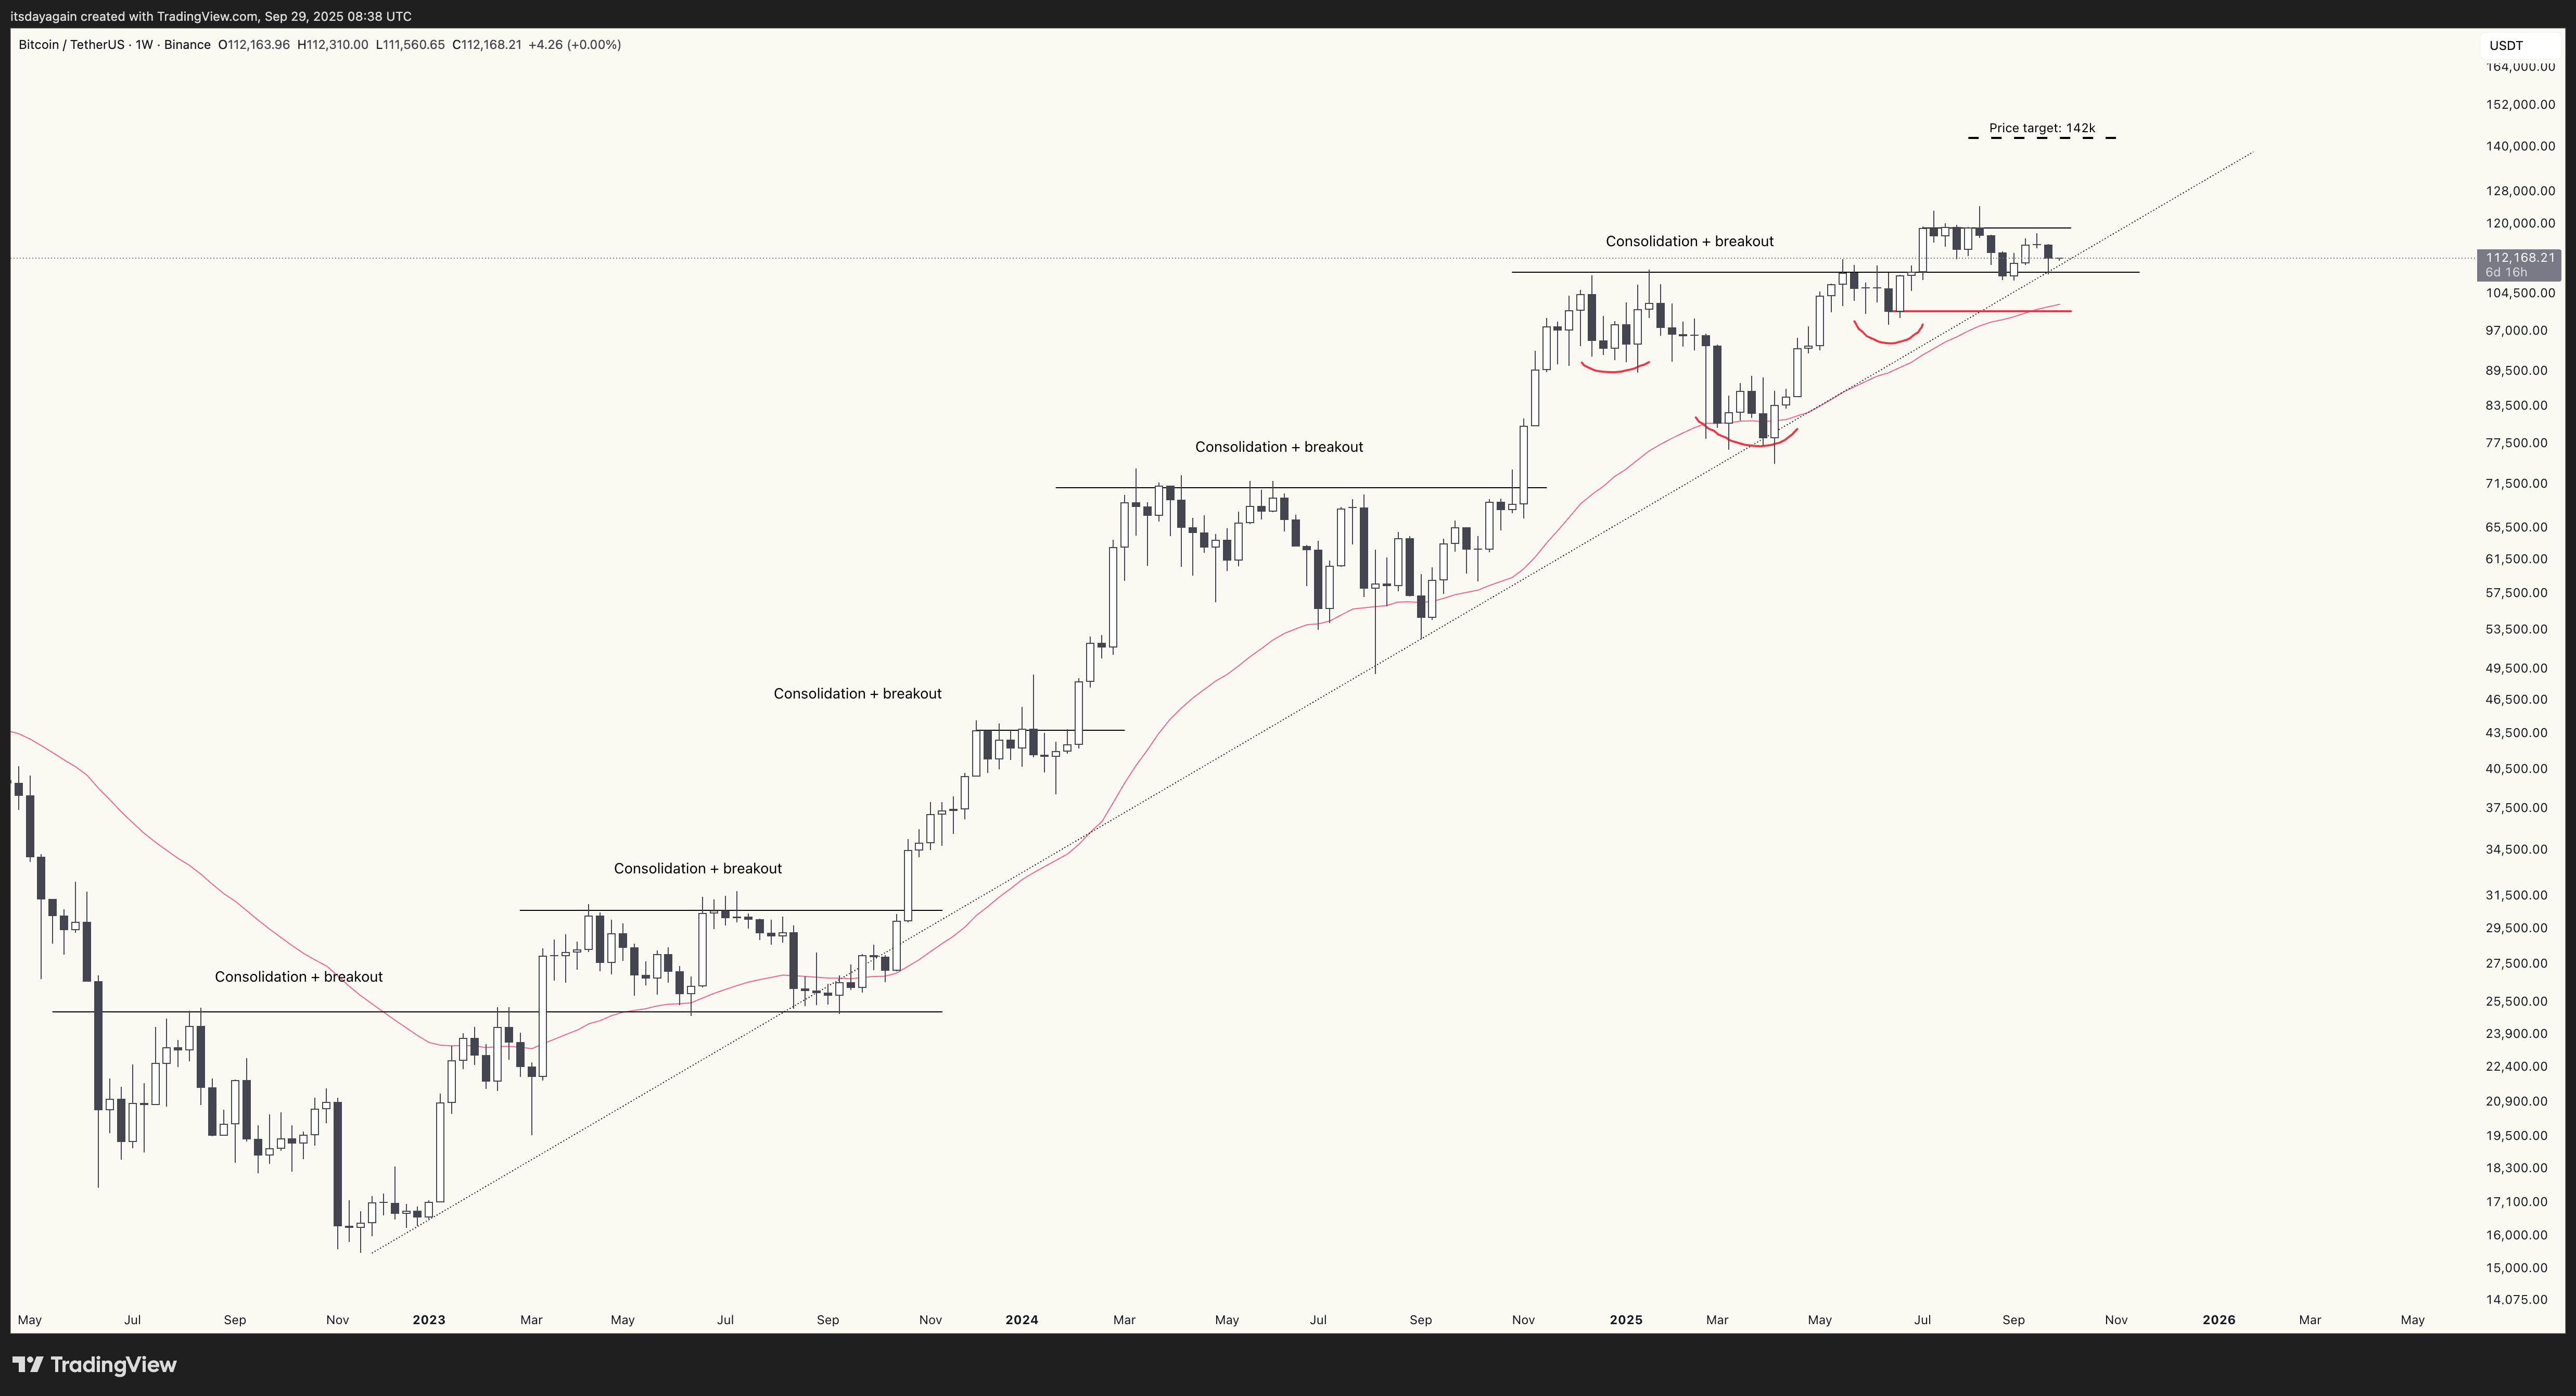 itsdayagain created with TradingView.com, Sep 29, 2025 08:38 UTC
Bitcoin / TetherUS · 1W · Binance O112,163.96 H112,310.00 L111,560.65 C112,168.21 +4.26 (+0.00%)
USDT
164,000.00
152,000.00
Price target: 142k
140,000.00
128,000.00
120,000.00
Consolidation + breakout
112,168.21
6d 16h
104,500.00
97,000.00
89,500.00
83,500.00
Consolidation + breakout
77,500.00
71,500.00
65,500.00
61,500.00
57,500.00
53,500.00
49,500.00
Consolidation + breakout
46,500.00
43,500.00
40,500.00
37,500.00
34,500.00
Consolidation + breakout
31,500.00
29,500.00
27,500.00
Consolidation + breakout
25,500.00
23,900.00
22,400.00
20,900.00
19,500.00
18,300.00
17,100.00
16,000.00
15,000.00
14,075.00
May Jul Sep Nov 2023 Mar May Jul Sep Nov 2024 Mar May Jul Sep Nov 2025 Mar May Jul Sep Nov 2026 Mar May
TradingView